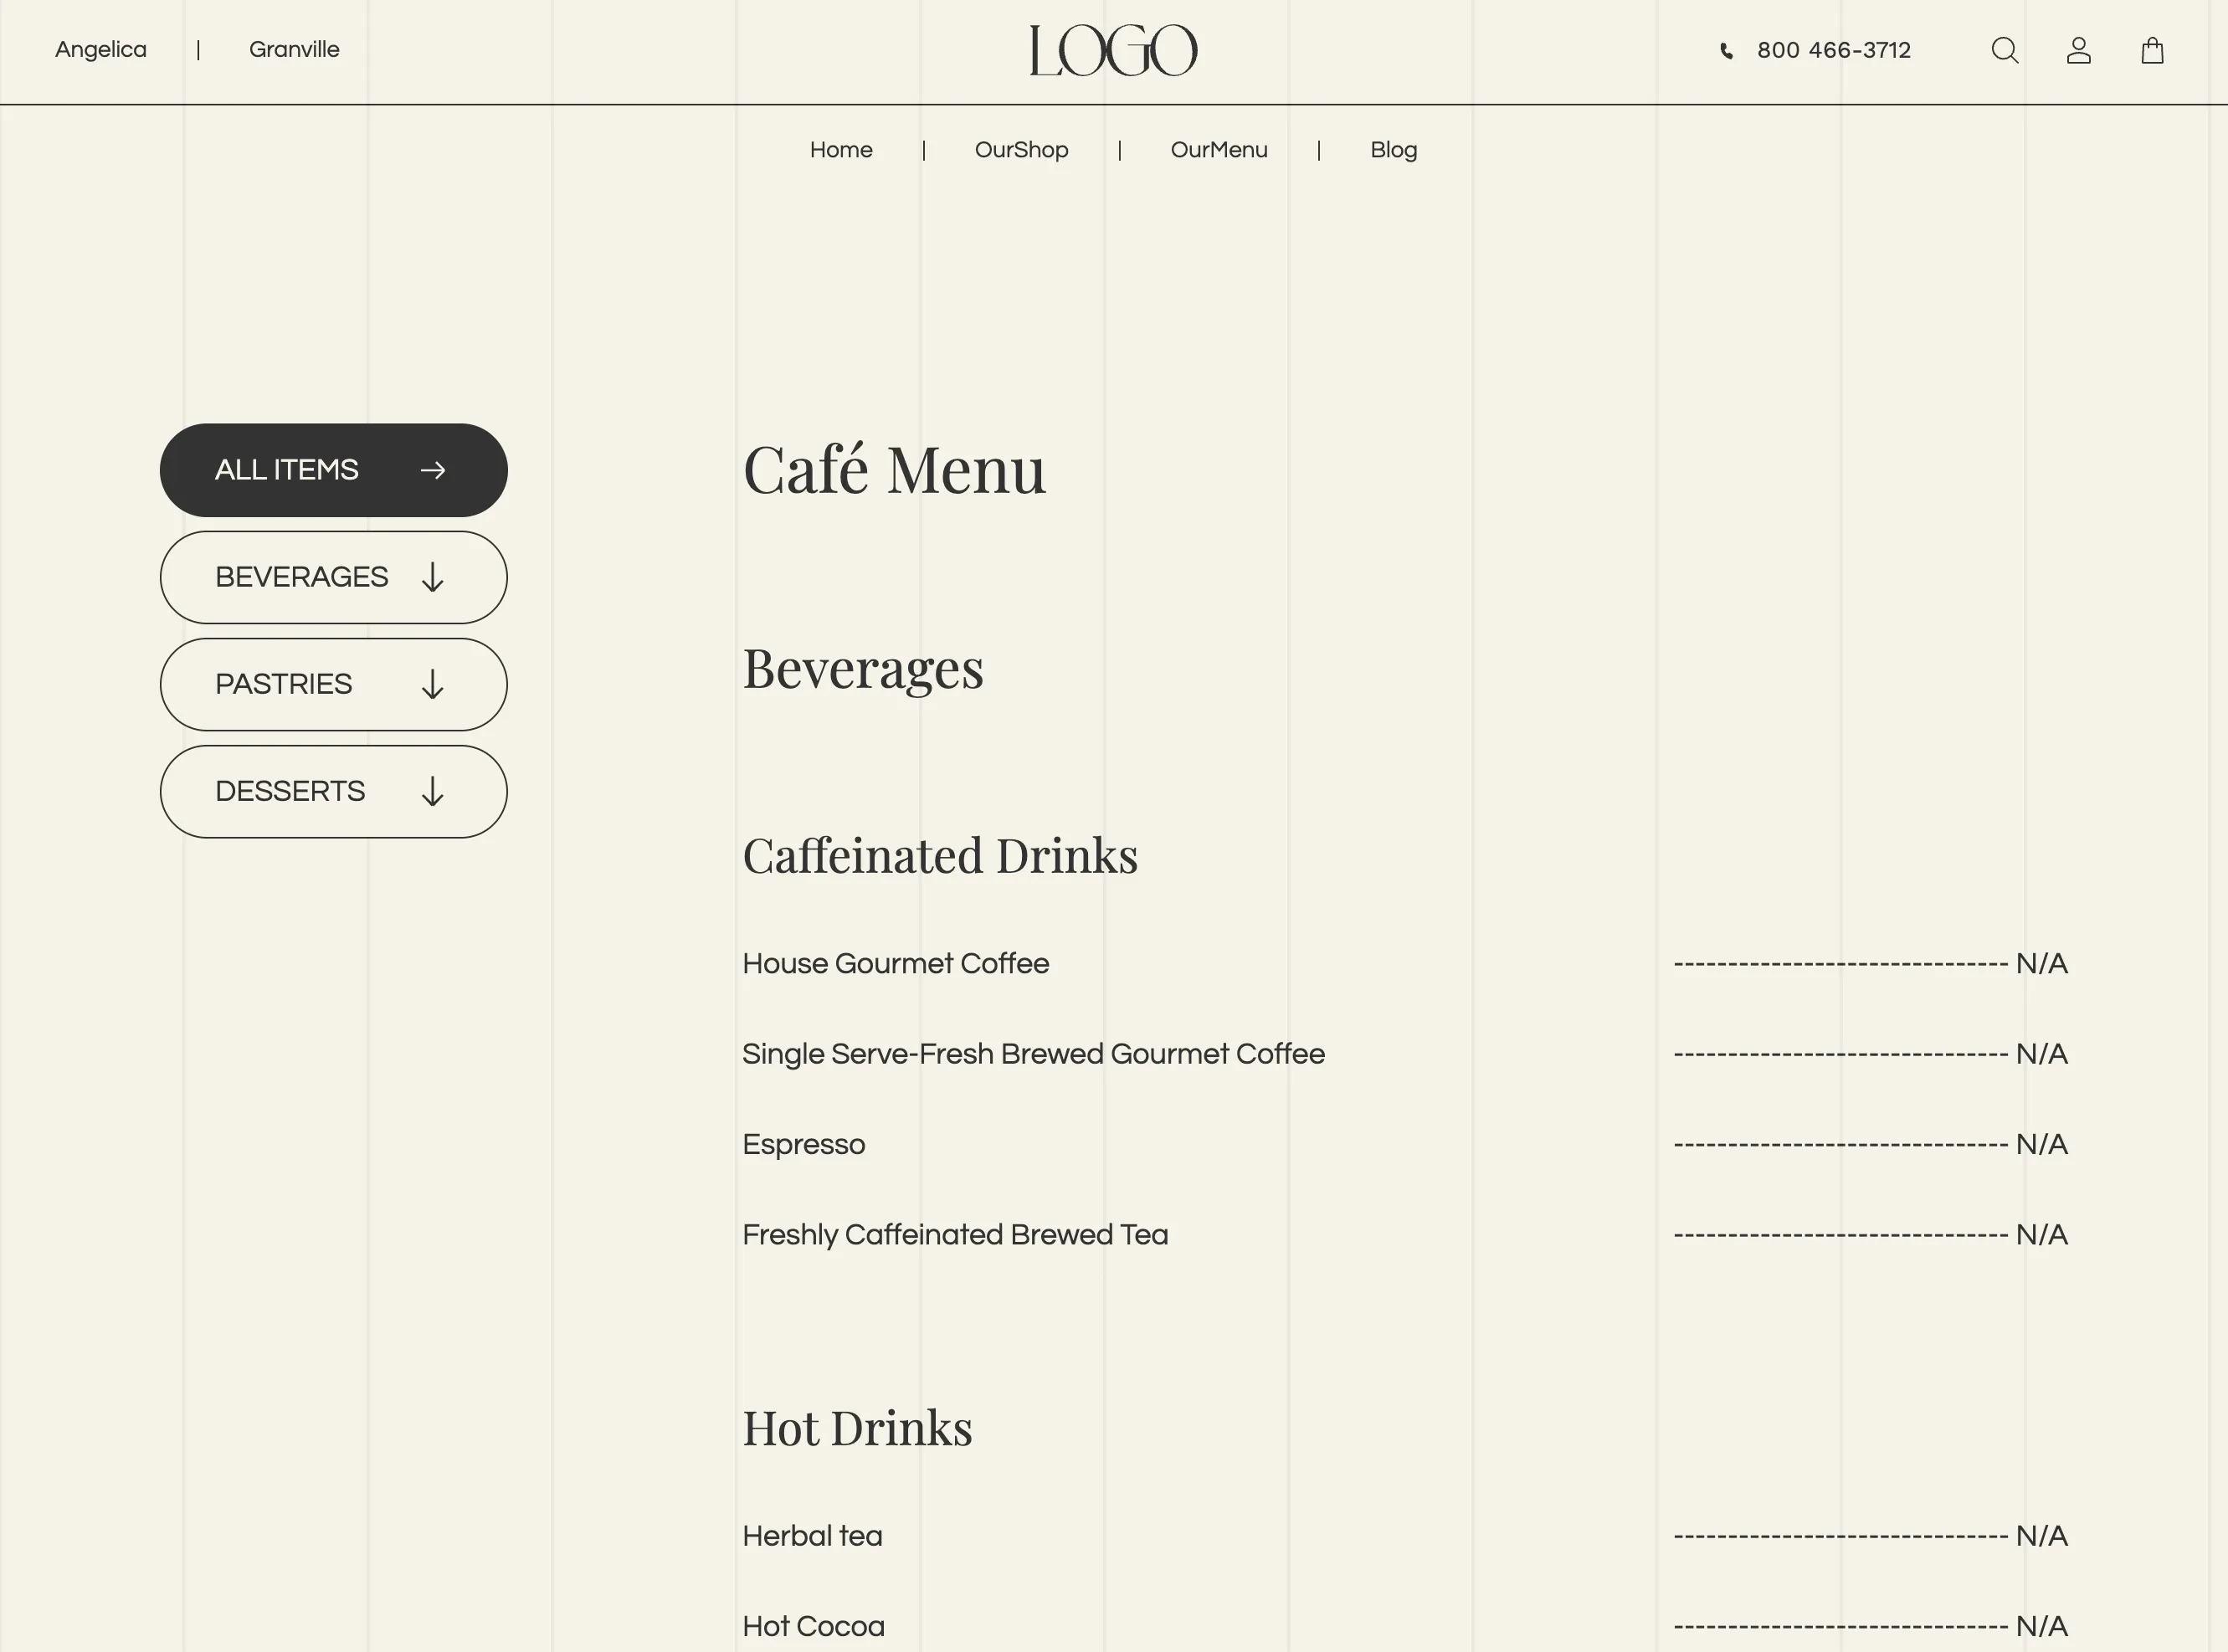 Angelica | Granville
LOGO
800 466-3712
Home | OurShop | OurMenu | Blog
ALL ITEMS →
BEVERAGES ↓
PASTRIES ↓
DESSERTS ↓
Café Menu
Beverages
Caffeinated Drinks
House Gourmet Coffee ------------------------------- N/A
Single Serve-Fresh Brewed Gourmet Coffee ------------------------------- N/A
Espresso ------------------------------- N/A
Freshly Caffeinated Brewed Tea ------------------------------- N/A
Hot Drinks
Herbal tea ------------------------------- N/A
Hot Cocoa ------------------------------- N/A